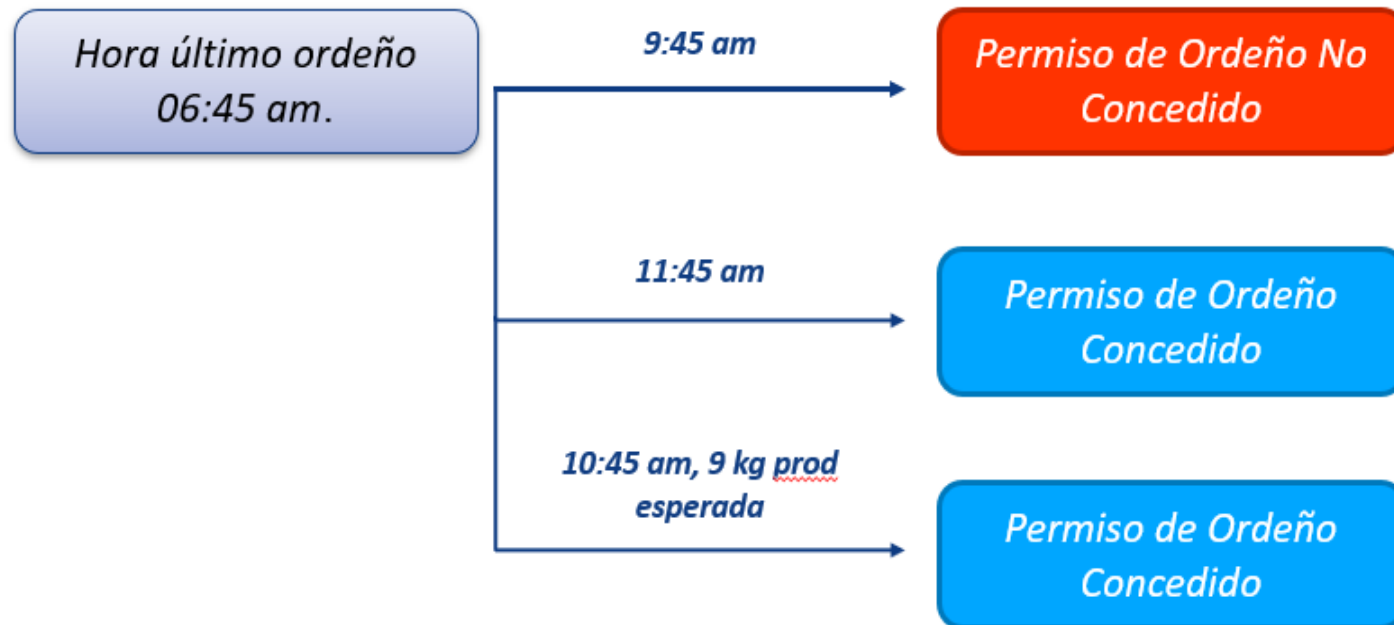 Hora último ordeño
06:45 am.
9:45 am
Permiso de Ordeño No
Concedido
11:45 am
Permiso de Ordeño
Concedido
10:45 am, 9 kg prod
esperada
Permiso de Ordeño
Concedido